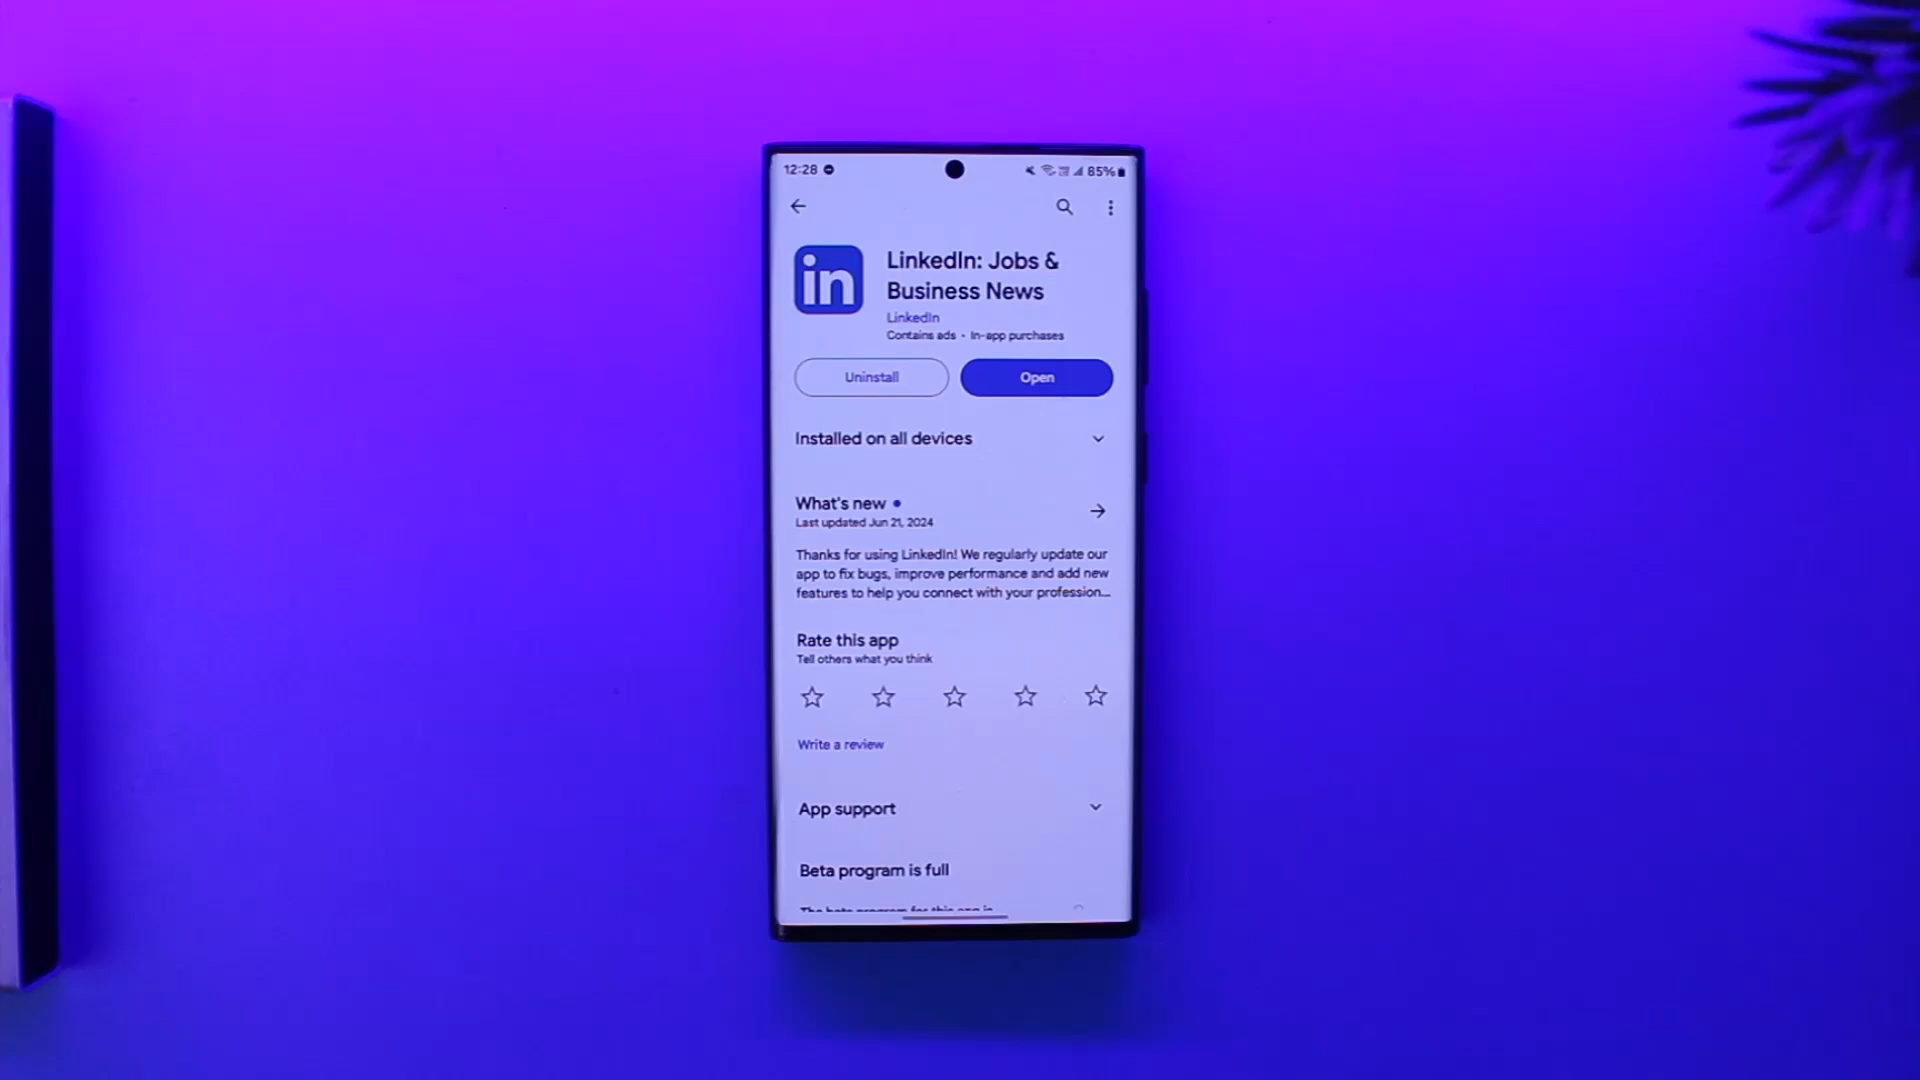 12:28
85%
in
LinkedIn: Jobs &
Business News
LinkedIn
Contains ads • In-app purchases
Uninstall
Open
Installed on all devices
What's new
Last updated Jun 21, 2024
Thanks for using LinkedIn! We regularly update our
app to fix bugs, improve performance and add new
features to help you connect with your profession...
Rate this app
Tell others what you think
Write a review
App support
Beta program is full
The beta program for this app is